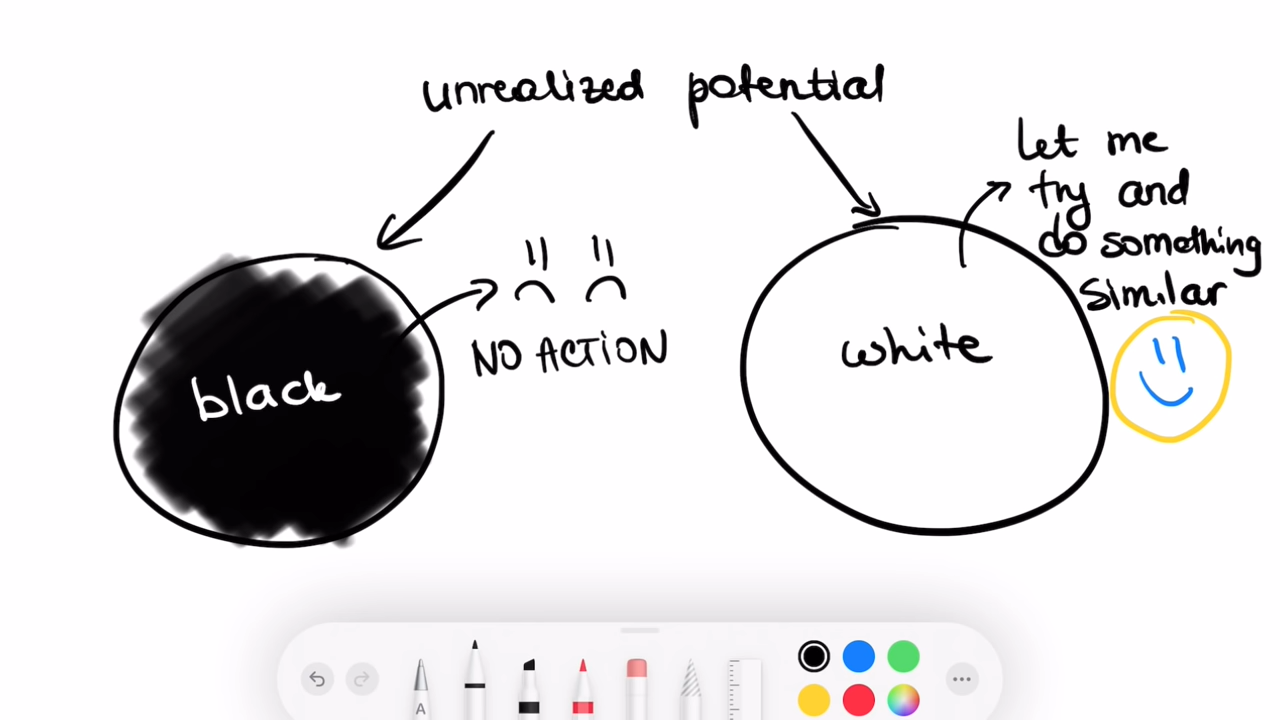 unrealized potential
let me
try and
do something
similar
NO ACTION
white
black
A